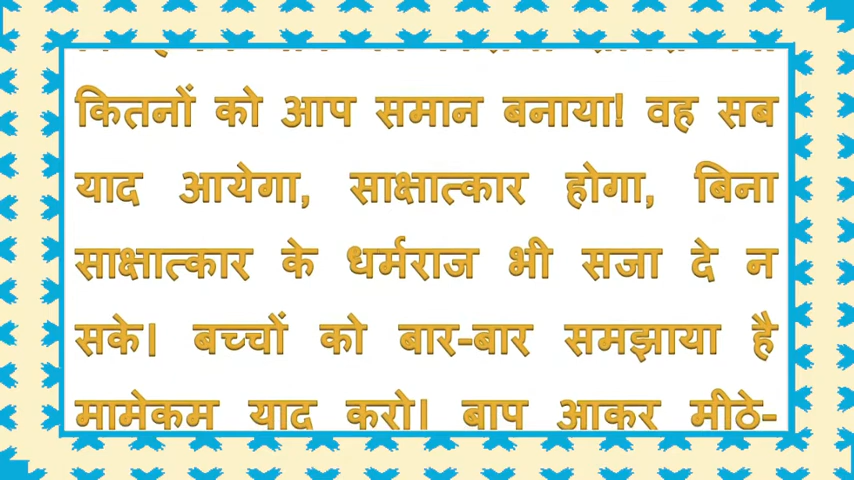 कितनों को आप समान बनाया! वह सब
याद आयेगा, साक्षात्कार होगा, बिना
साक्षात्कार के धर्मराज भी सजा दे न
सके। बच्चों को बार-बार समझाया है
मामेकम याद करो। बाप आकर मीठे-